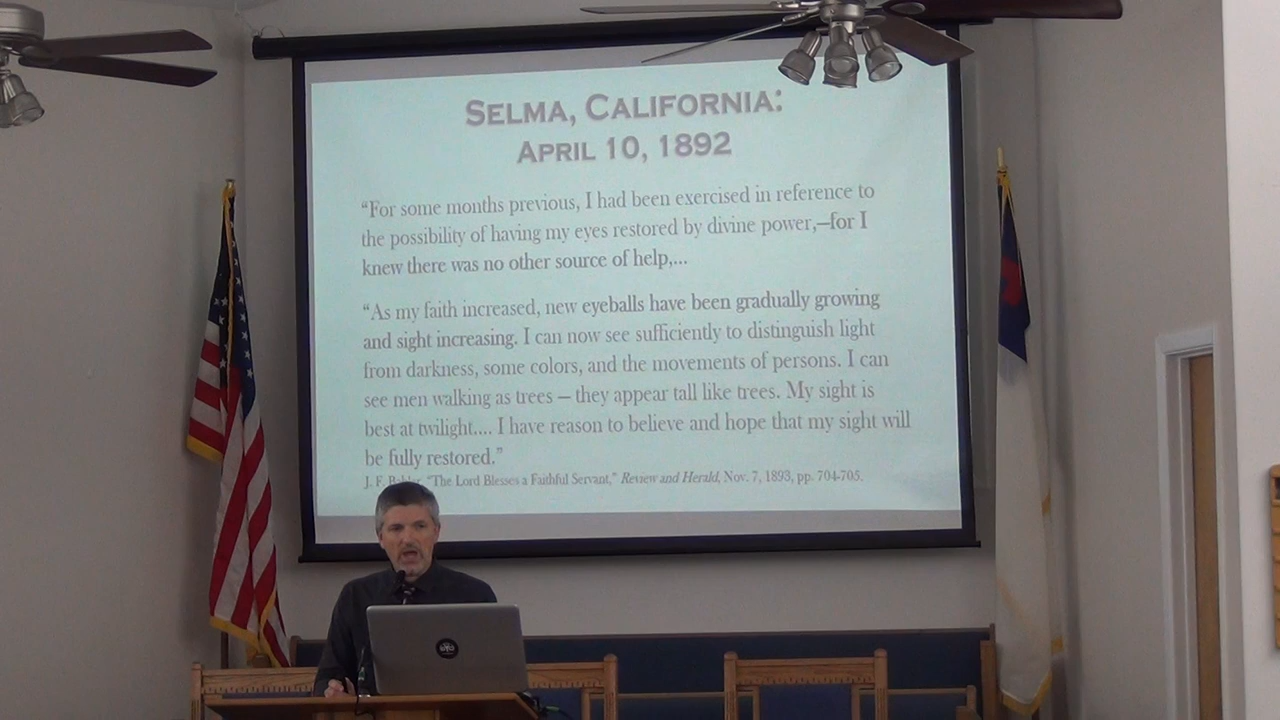 SELMA, CALIFORNIA:
APRIL 10, 1892
“For some months previous, I had been exercised in reference to
the possibility of having my eyes restored by divine power,—for I
knew there was no other source of help,...
“As my faith increased, new eyeballs have been gradually growing
and sight increasing. I can now see sufficiently to distinguish light
from darkness, some colors, and the movements of persons. I can
see men walking as trees – they appear tall like trees. My sight is
best at twilight.... I have reason to believe and hope that my sight will
be fully restored.”
J. F. “The Lord Blesses a Faithful Servant,” Review and Herald, Nov. 7, 1893, pp. 704-705.